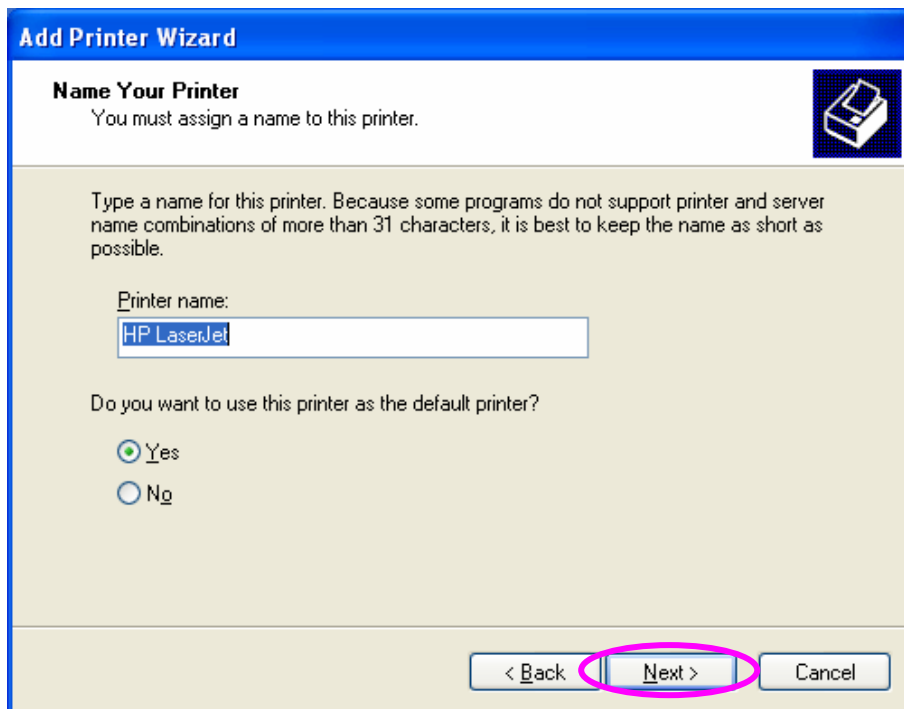 Add Printer Wizard
Name Your Printer
You must assign a name to this printer.
Type a name for this printer. Because some programs do not support printer and server
name combinations of more than 31 characters, it is best to keep the name as short as
possible.
Printer name:
HP LaserJet
Do you want to use this printer as the default printer?
Yes
No
< Back Next > Cancel